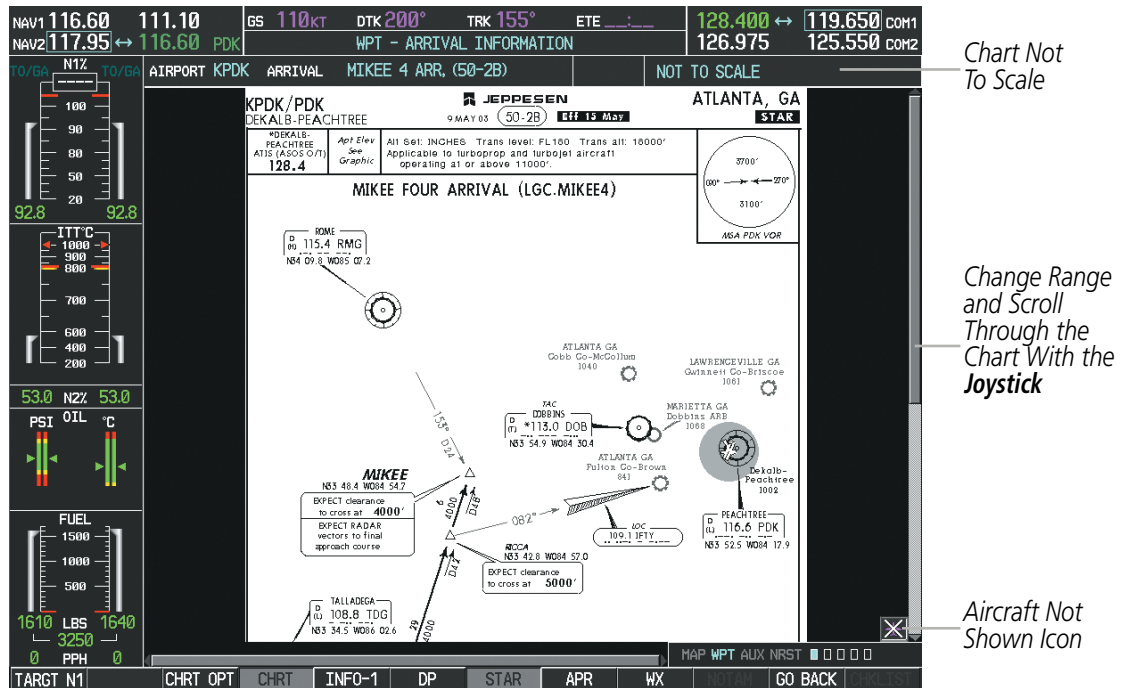 NAV1 116.60 111.10 GS 110KT DTK 200° TRK 155° ETE __:__ 128.400 ↔ 119.650 COM1
NAV2 117.95 ↔ 116.60 PDK WPT – ARRIVAL INFORMATION 126.975 125.550 COM2
AIRPORT KPDK ARRIVAL MIKEE 4 ARR, (50-2B) NOT TO SCALE
Chart Not
To Scale
TO/GA N1% TO/GA
----
100
90
80
50
20
92.8 92.8
ITT°C
1000
900
800
700
600
400
200
53.0 N2% 53.0
PSI OIL °C
FUEL
1500
1000
500
1610 LBS 1640
3250
0 PPH 0
KPDK/PDK
DEKALB-PEACHTREE
JEPPESEN
9 MAY 03 50-2B Eff 15 May
ATLANTA, GA
STAR
*DEKALB-
PEACHTREE
ATIS (ASOS O/T)
128.4
Apt Elev
See
Graphic
Alt Set: INCHES Trans level: FL180 Trans alt: 18000'
Applicable to turboprop and turbojet aircraft
operating at or above 11000'.
MIKEE FOUR ARRIVAL (LGC.MIKEE4)
3700'
090° 270°
3100'
MSA PDK VOR
ROME
D
(H) 115.4 RMG
N34 09.8 W085 07.2
ATLANTA GA
Cobb Co-McCollum
1040
LAWRENCEVILLE GA
Gwinnett Co-Briscoe
1061
TAC
DOBBINS
D
(T) *113.0 DOB
N33 54.9 W084 30.4
MARIETTA GA
Dobbins ARB
1068
153° D24
ATLANTA GA
Fulton Co-Brown
841
Dekalb-
Peachtree
1002
MIKEE
N33 48.4 W084 54.7
EXPECT clearance
to cross at 4000'
EXPECT RADAR
vectors to final
approach course
6
4000
D48
082°
LOC
109.1 IFTY
PEACHTREE
D
(L) 116.6 PDK
N33 52.5 W084 17.9
RICCA
N33 42.8 W084 57.0
EXPECT clearance
to cross at 5000'
D42
TALLADEGA
D
(L) 108.8 TDG
N33 34.5 W086 02.6
29
4000
Change Range
and Scroll
Through the
Chart With the
Joystick
Aircraft Not
Shown Icon
MAP WPT AUX NRST
TARGT N1 CHRT OPT CHRT INFO-1 DP STAR APR WX NOTAM GO BACK CHKLIST